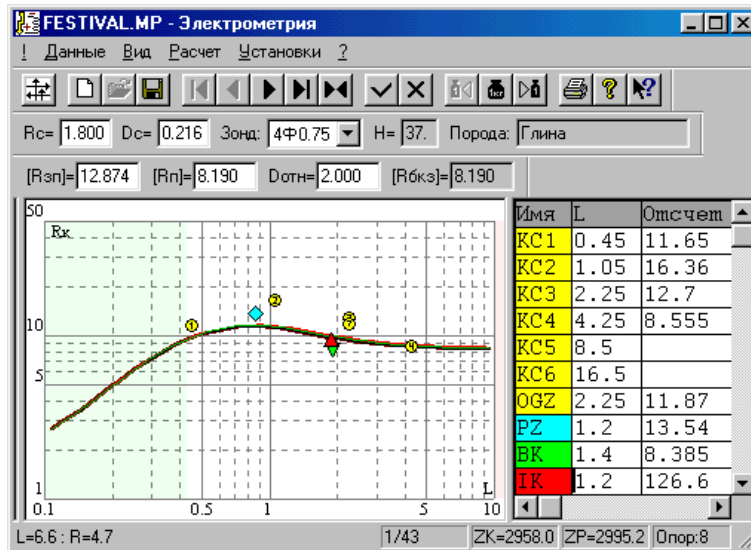 FESTIVAL.MP - Электрометрия
! Данные Вид Расчет Установки ?
1кг
Rc= 1.800 Dc= 0.216 Зонд: 4Ф0.75 H= 37. Порода: Глина
[Rзп]= 12.874 [Rп]= 8.190 Dотн= 2.000 [Rбкз]= 8.190
50
Rк
10
5
1
0.1 0.5 1 5 10
L
1
2
4
Имя L Отсчет
КС1 0.45 11.65
КС2 1.05 16.36
КС3 2.25 12.7
КС4 4.25 8.555
КС5 8.5
КС6 16.5
OGZ 2.25 11.87
PZ 1.2 13.54
BK 1.4 8.385
IK 1.2 126.6
L=6.6 : R=4.7 1/43 ZK=2958.0 ZP=2995.2 Опор:8